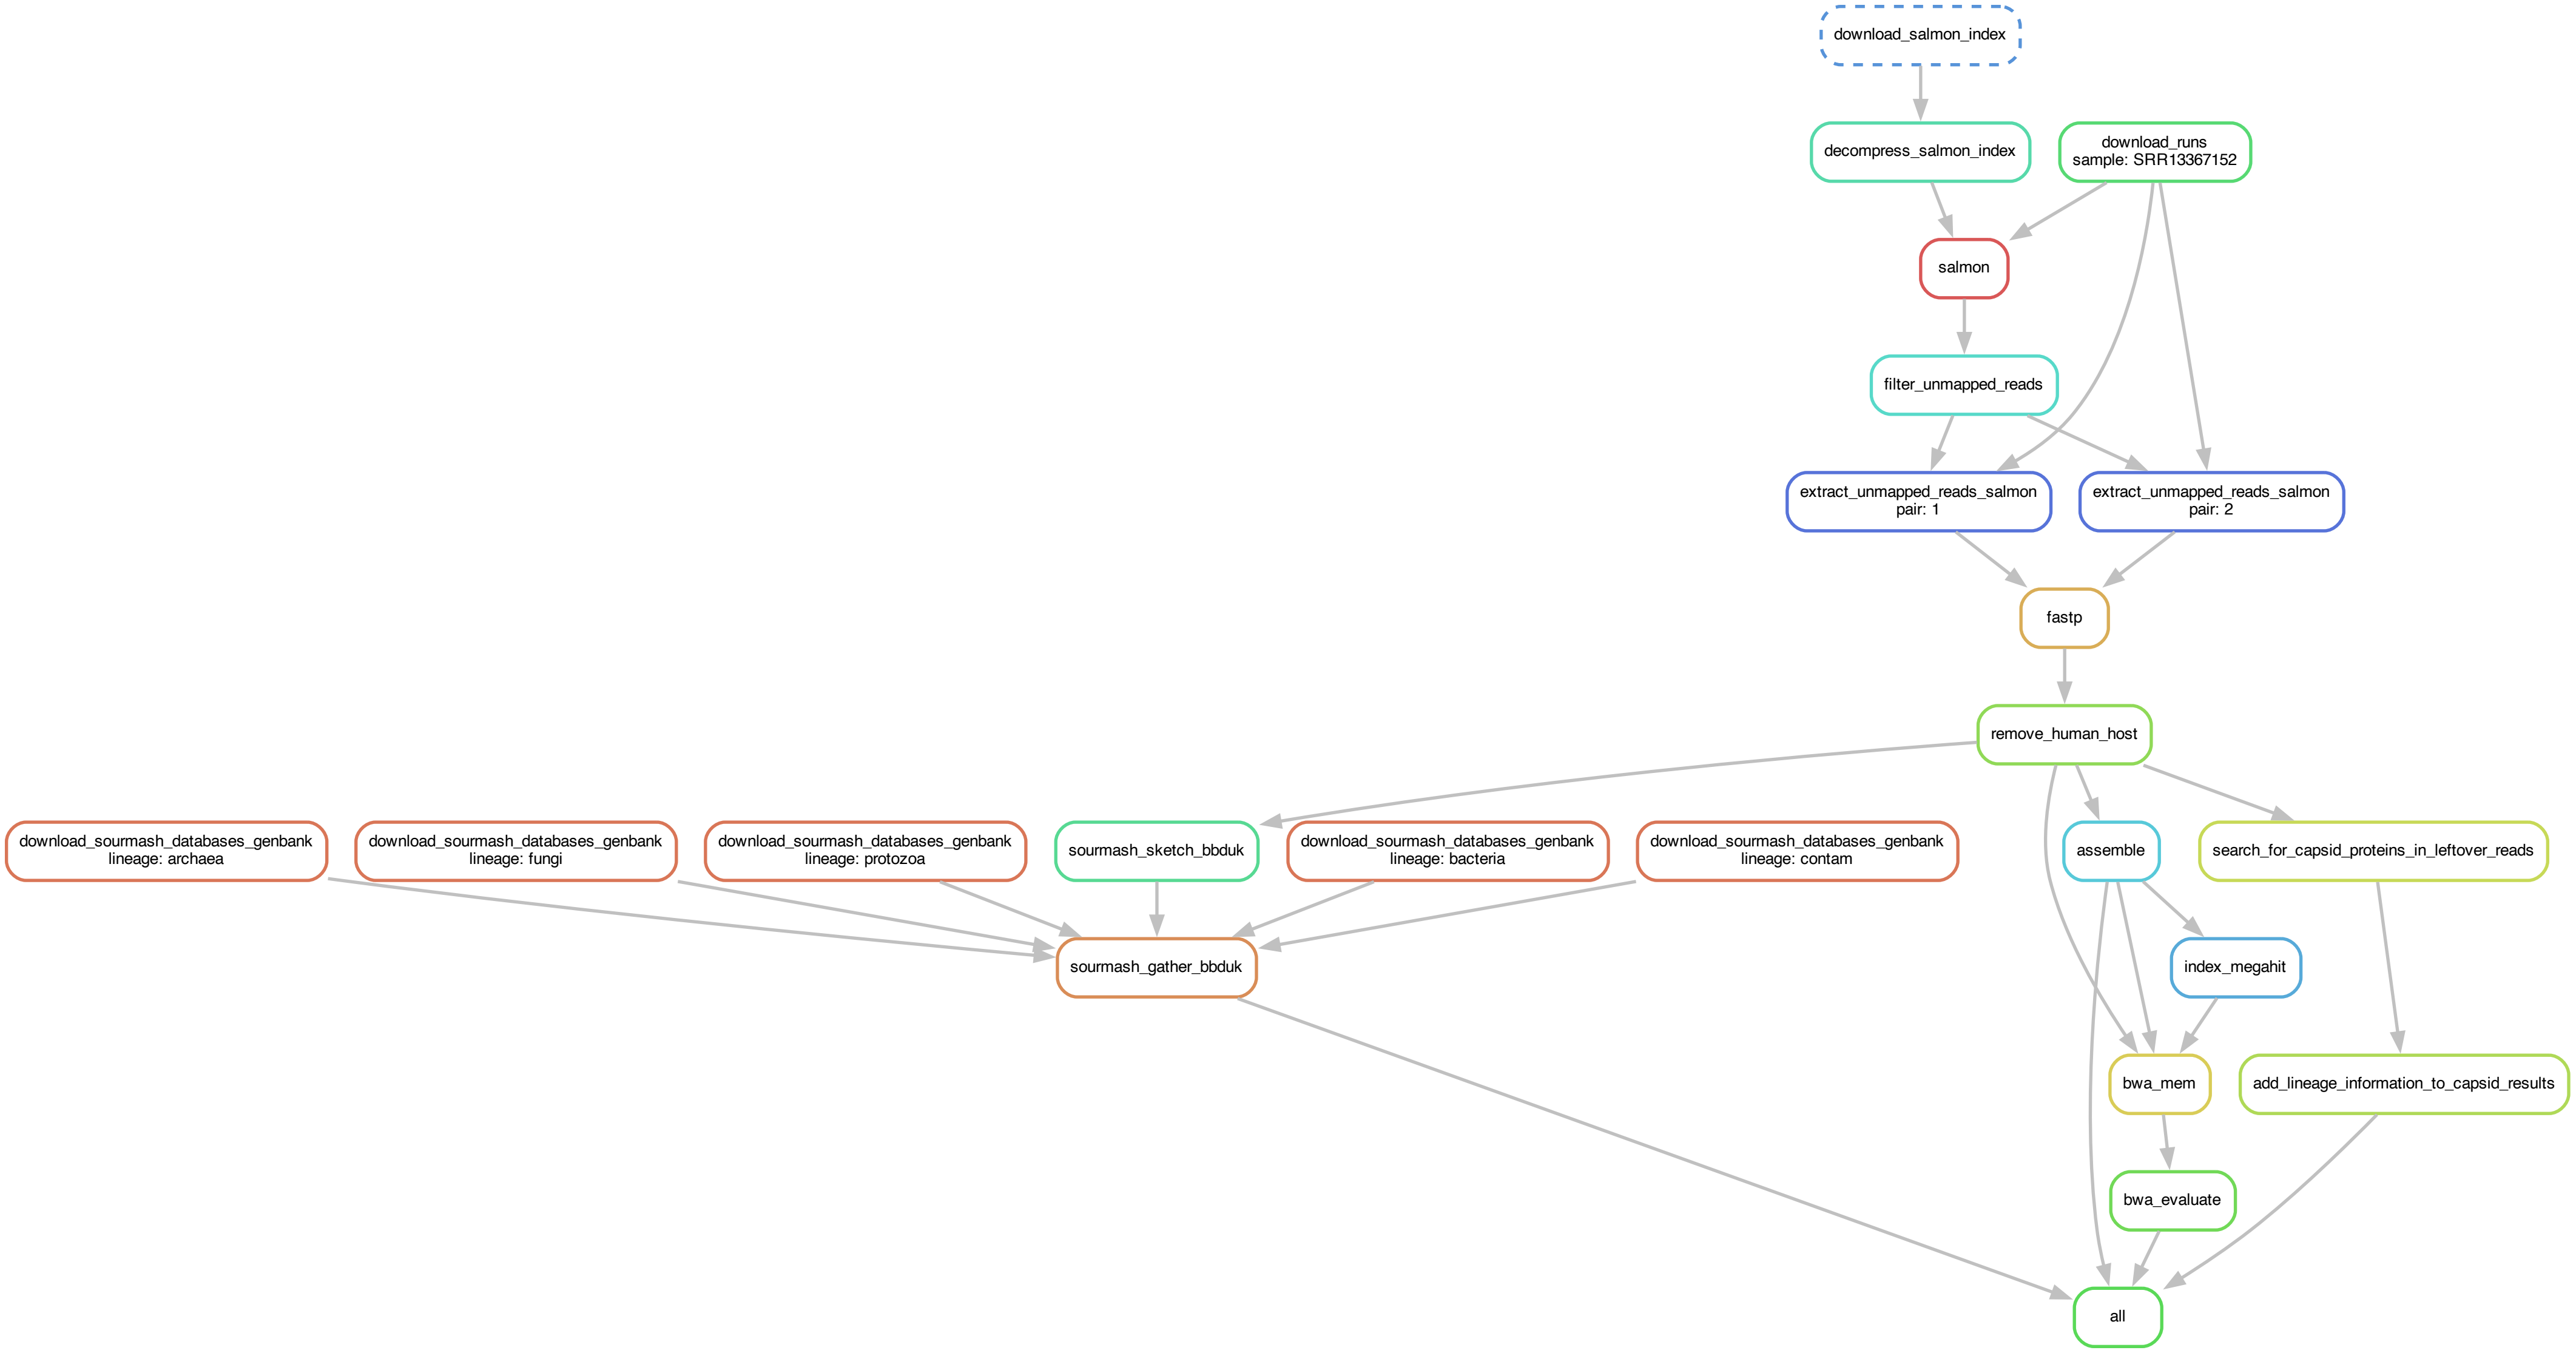 download_salmon_index
decompress_salmon_index
download_runs
sample: SRR13367152
salmon
filter_unmapped_reads
extract_unmapped_reads_salmon
pair: 1
extract_unmapped_reads_salmon
pair: 2
fastp
remove_human_host
download_sourmash_databases_genbank
lineage: archaea
download_sourmash_databases_genbank
lineage: fungi
download_sourmash_databases_genbank
lineage: protozoa
sourmash_sketch_bbduk
download_sourmash_databases_genbank
lineage: bacteria
download_sourmash_databases_genbank
lineage: contam
assemble
search_for_capsid_proteins_in_leftover_reads
sourmash_gather_bbduk
index_megahit
bwa_mem
add_lineage_information_to_capsid_results
bwa_evaluate
all